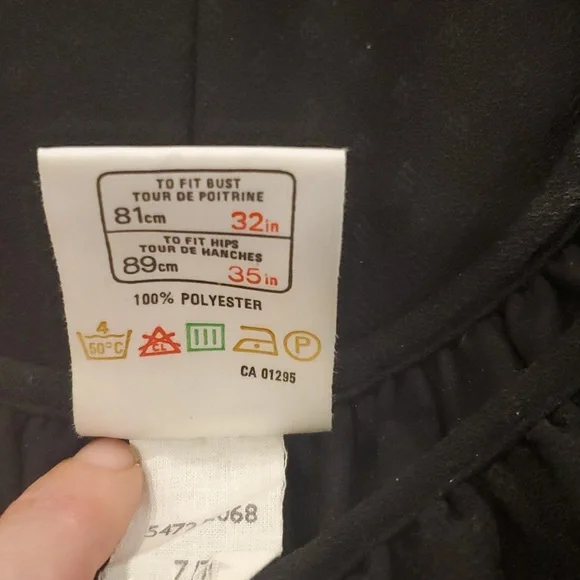 TO FIT BUST
TOUR DE POITRINE
81cm 32in
TO FIT HIPS
TOUR DE HANCHES
89cm 35in
100% POLYESTER
4
50°C CL P
CA 01295